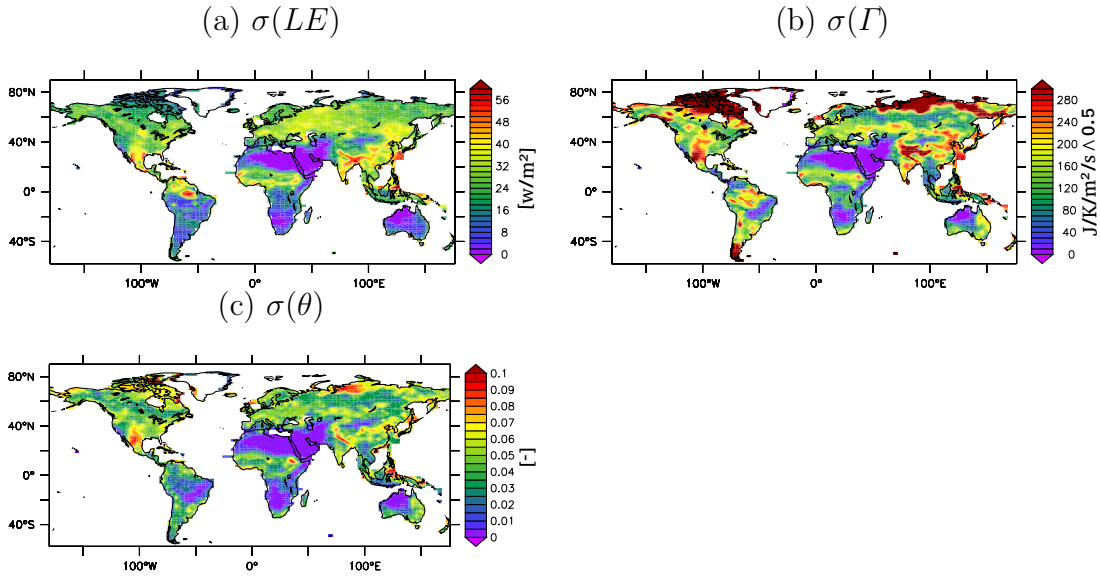 (a) σ(LE)
(b) σ(Γ)
80°N
40°N
0°
40°S
100°W
0°
100°E
56
48
40
32
24
16
8
0
[w/m²]
80°N
40°N
0°
40°S
100°W
0°
100°E
280
240
200
160
120
80
40
0
J/K/m²/s ∧ 0.5
(c) σ(θ)
80°N
40°N
0°
40°S
100°W
0°
100°E
0.1
0.09
0.08
0.07
0.06
0.05
0.04
0.03
0.02
0.01
0
[-]